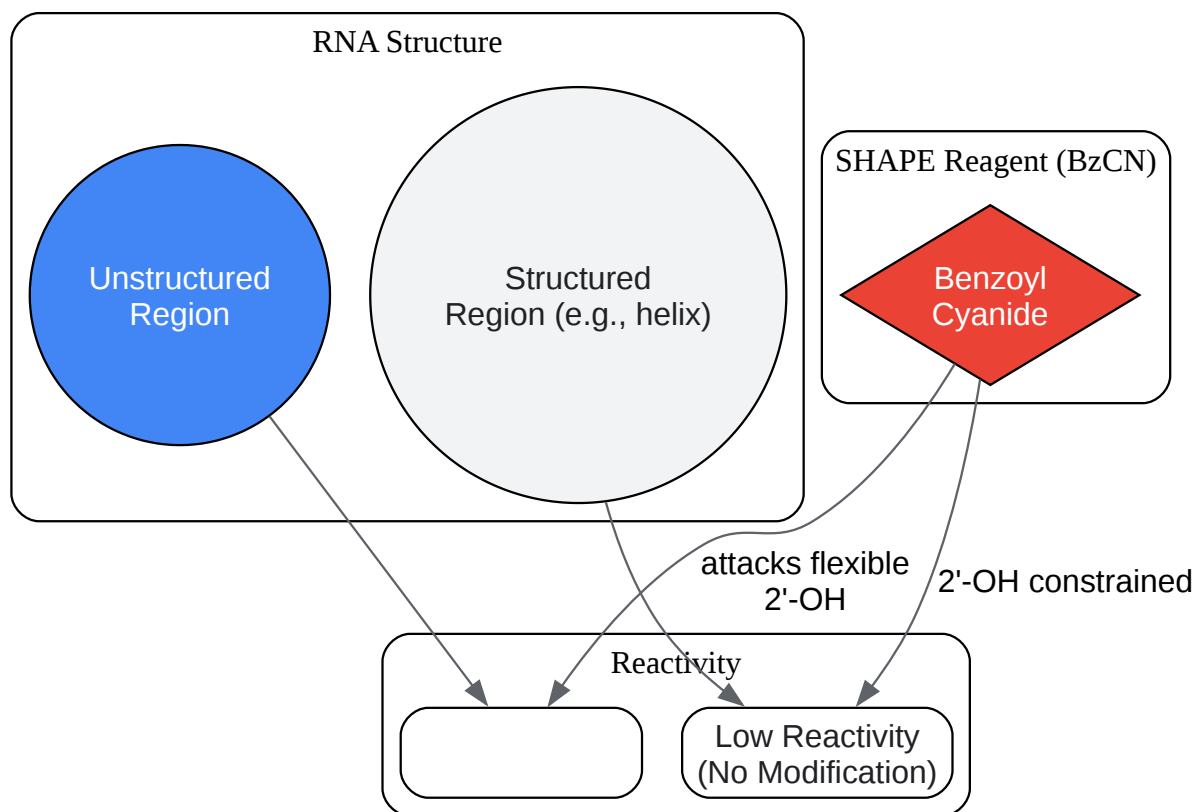 RNA Structure
SHAPE Reagent (BzCN)
Unstructured
Region
Structured
Region (e.g., helix)
Benzoyl
Cyanide
attacks flexible
2'-OH
2'-OH constrained
Reactivity
Low Reactivity
(No Modification)